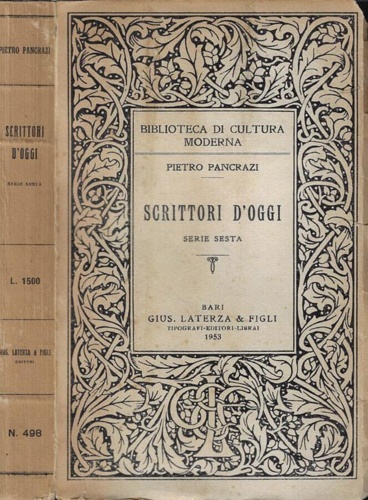 PIETRO PANCRAZI
SCRITTORI
D'OGGI
SERIE SESTA
L. 1500
GIUS. LATERZA & FIGLI
EDITORI
N. 498
BIBLIOTECA DI CULTURA
MODERNA
PIETRO PANCRAZI
SCRITTORI D'OGGI
SERIE SESTA
BARI
GIUS. LATERZA & FIGLI
TIPOGRAFI-EDITORI-LIBRAI
1953